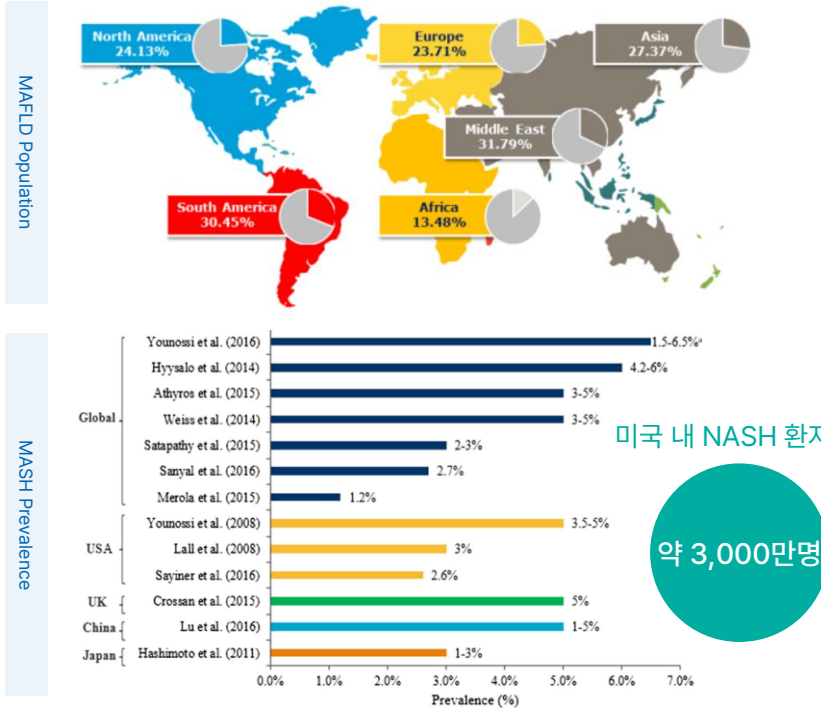 MAFLD Population
North America
24.13%
Europe
23.71%
Asia
27.37%
Middle East
31.79%
South America
30.45%
Africa
13.48%
MASH Prevalence
Global
Younossi et al. (2016)
1.5-6.5%ᵃ
Hyysalo et al. (2014)
4.2-6%
Athyros et al. (2015)
3-5%
Weiss et al. (2014)
3-5%
Satapathy et al. (2015)
2-3%
Sanyal et al. (2016)
2.7%
Merola et al. (2015)
1.2%
USA
Younossi et al. (2008)
3.5-5%
Lall et al. (2008)
3%
Sayiner et al. (2016)
2.6%
UK
Crossan et al. (2015)
5%
China
Lu et al. (2016)
1-5%
Japan
Hashimoto et al. (2011)
1-3%
0.0% 1.0% 2.0% 3.0% 4.0% 5.0% 6.0% 7.0%
Prevalence (%)
미국 내 NASH 환자
약 3,000만명